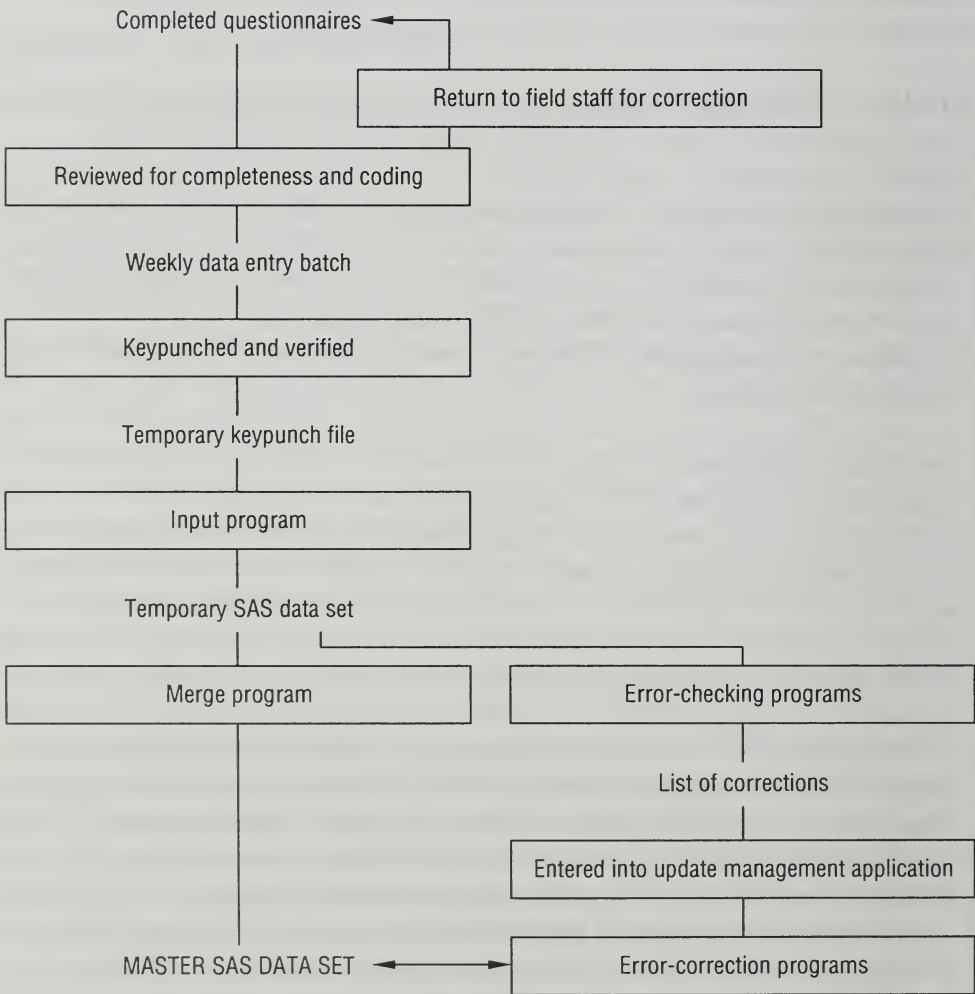 Completed questionnaires
Return to field staff for correction
Reviewed for completeness and coding
Weekly data entry batch
Keypunched and verified
Temporary keypunch file
Input program
Temporary SAS data set
Merge program
Error-checking programs
List of corrections
Entered into update management application
MASTER SAS DATA SET
Error-correction programs